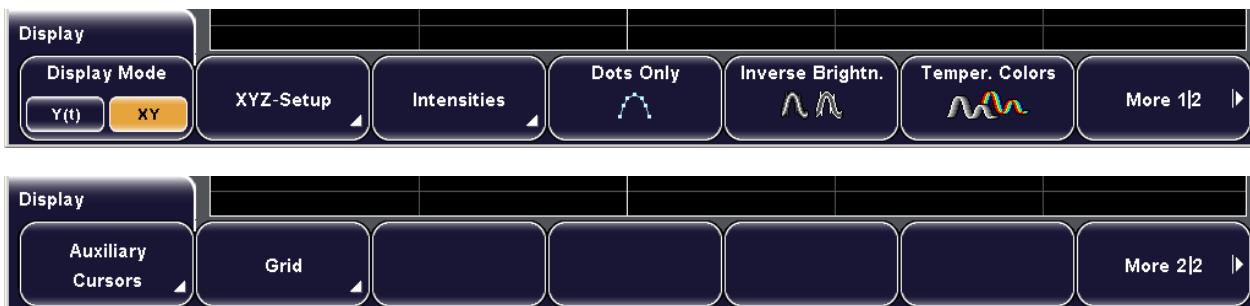 Display
Display Mode
Y(t) XY
XYZ-Setup
Intensities
Dots Only
Inverse Brightn.
Temper. Colors
More 1|2
Display
Auxiliary
Cursors
Grid
More 2|2